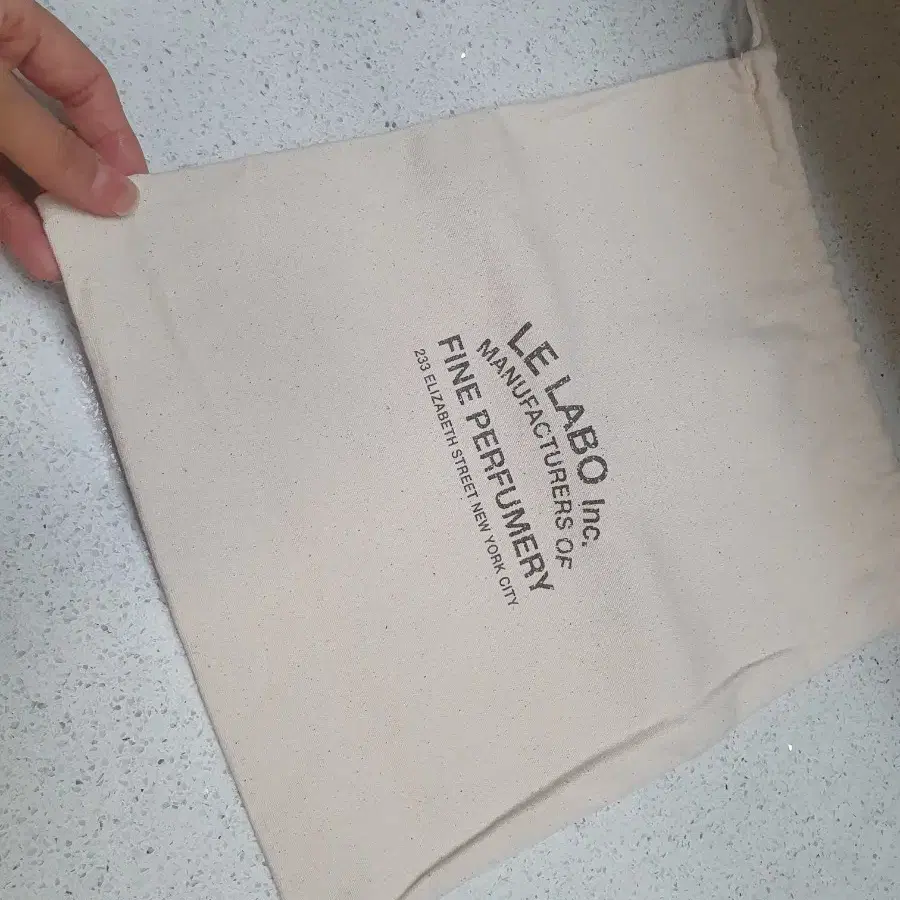 LE LABO Inc.
MANUFACTURERS OF
FINE PERFUMERY
233 ELIZABETH STREET NEW YORK CITY